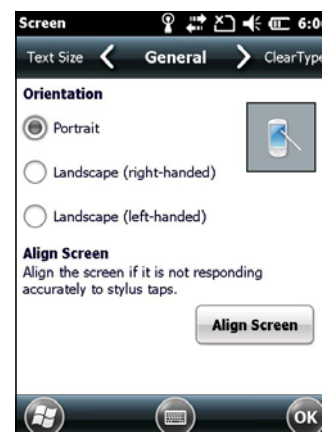 Screen 6:0
Text Size General ClearType
Orientation
Portrait
Landscape (right-handed)
Landscape (left-handed)
Align Screen
Align the screen if it is not responding
accurately to stylus taps.
Align Screen
OK